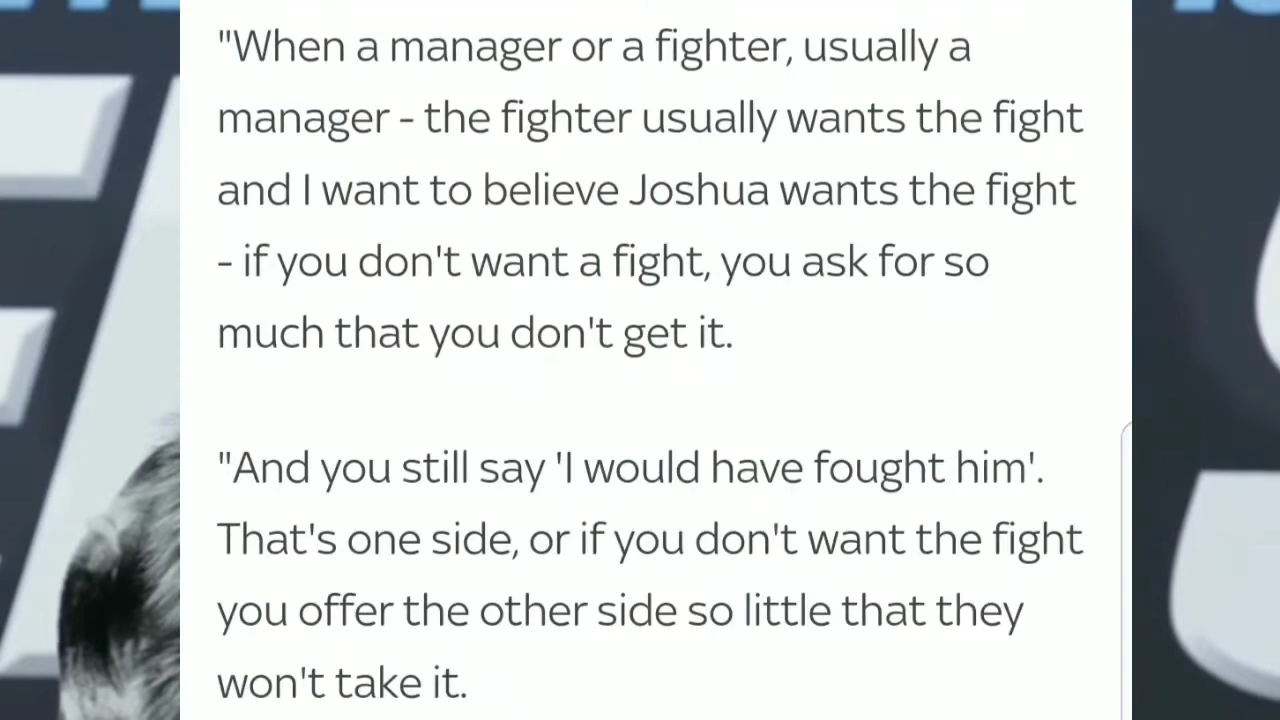 "When a manager or a fighter, usually a
manager - the fighter usually wants the fight
and I want to believe Joshua wants the fight
- if you don't want a fight, you ask for so
much that you don't get it.
"And you still say 'I would have fought him'.
That's one side, or if you don't want the fight
you offer the other side so little that they
won't take it.